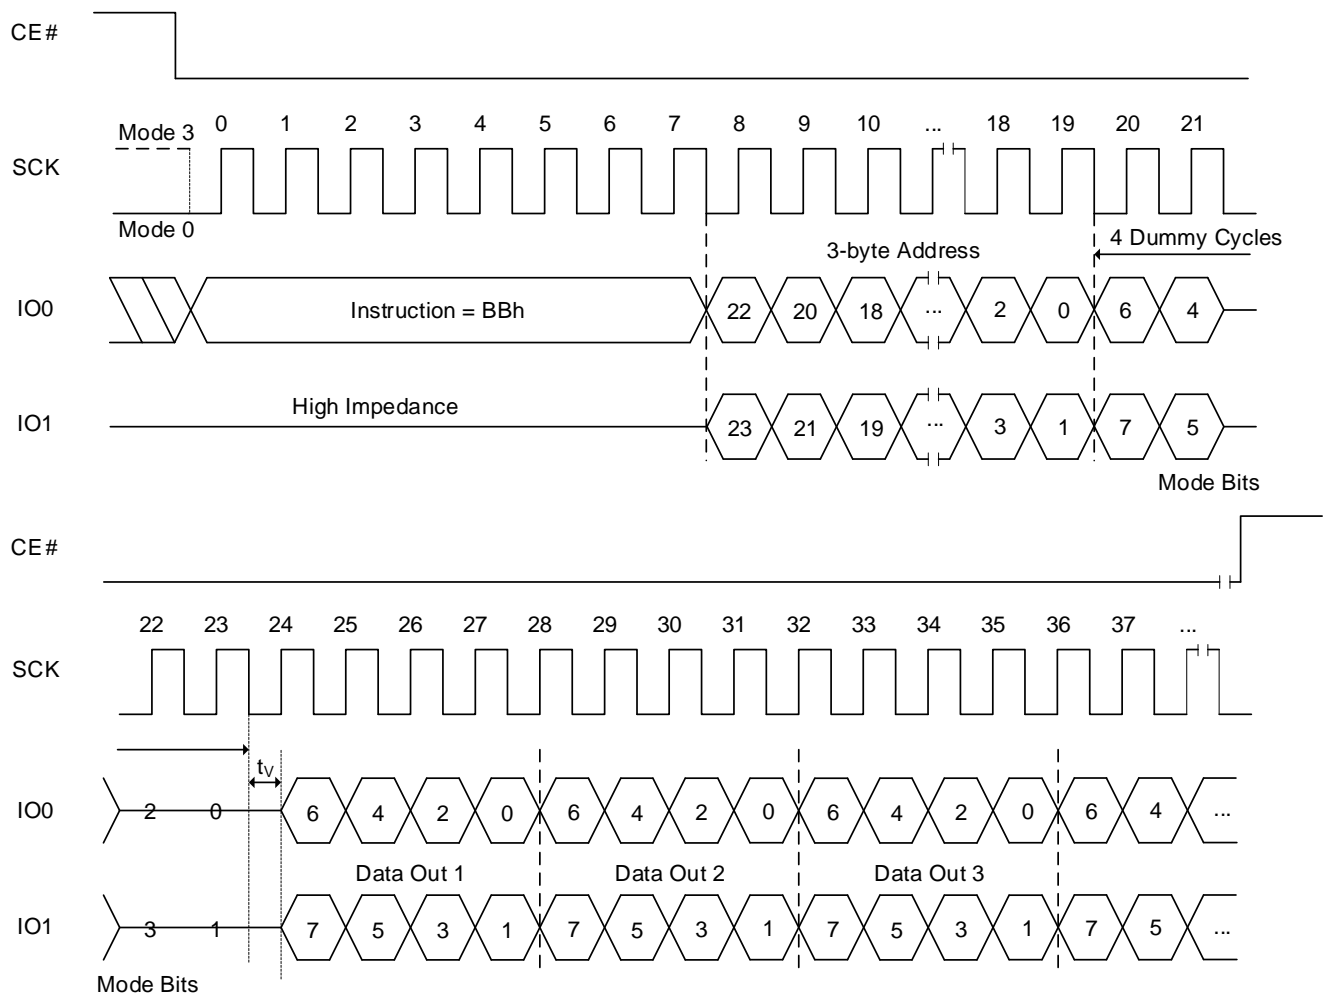 CE#
0 1 2 3 4 5 6 7 8 9 10 ... 18 19 20 21
Mode 3
SCK
Mode 0
3-byte Address
4 Dummy Cycles
IO0
Instruction = BBh
22 20 18 ... 2 0 6 4
High Impedance
IO1
23 21 19 ... 3 1 7 5
Mode Bits
CE#
22 23 24 25 26 27 28 29 30 31 32 33 34 35 36 37 ...
SCK
tV
IO0
2 0 6 4 2 0 6 4 2 0 6 4 2 0 6 4 ...
Data Out 1 Data Out 2 Data Out 3
IO1
3 1 7 5 3 1 7 5 3 1 7 5 3 1 7 5 ...
Mode Bits